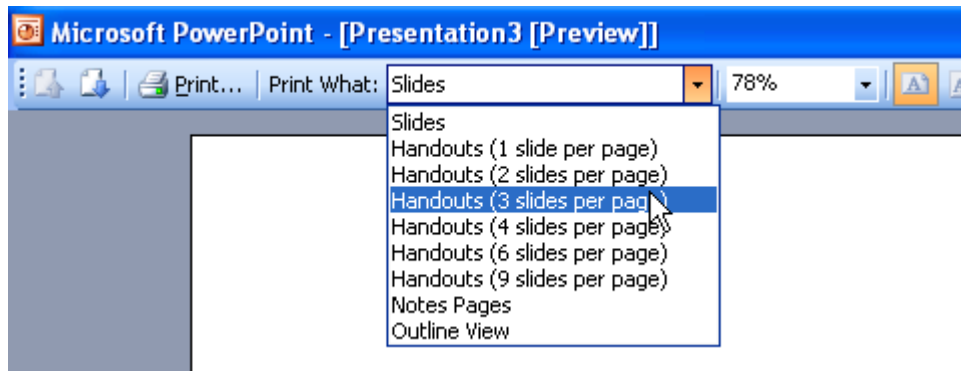 Microsoft PowerPoint - [Presentation3 [Preview]]
Print... Print What: Slides 78%
Slides
Handouts (1 slide per page)
Handouts (2 slides per page)
Handouts (3 slides per page)
Handouts (4 slides per page)
Handouts (6 slides per page)
Handouts (9 slides per page)
Notes Pages
Outline View